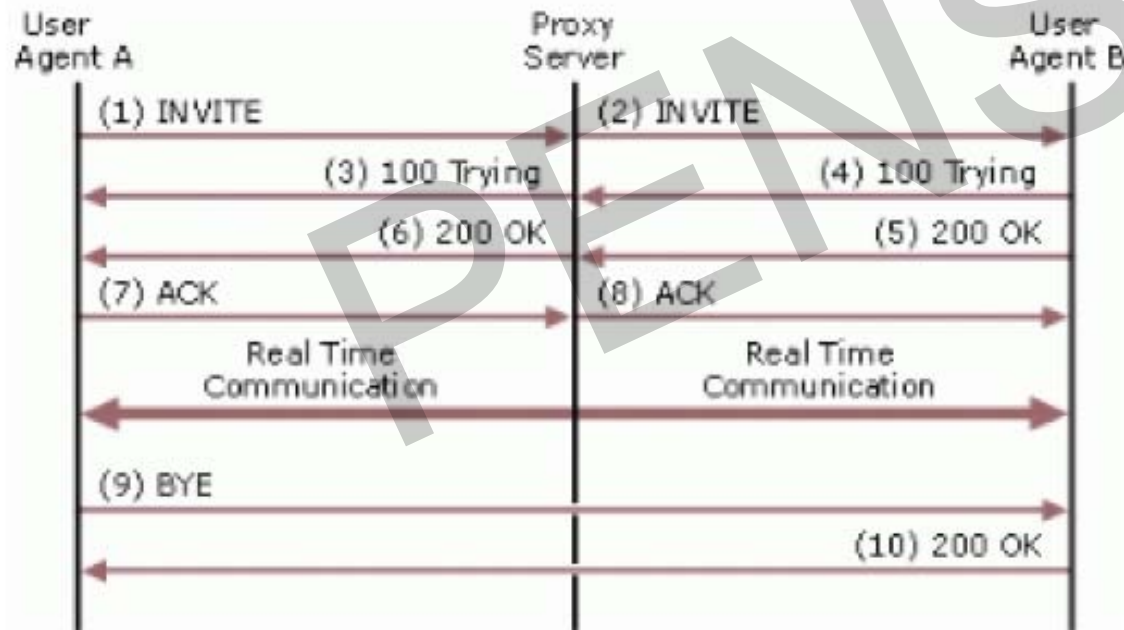 User
Agent A
Proxy
Server
User
Agent B
(1) INVITE
(2) INVITE
(3) 100 Trying
(4) 100 Trying
(6) 200 OK
(5) 200 OK
(7) ACK
(8) ACK
Real Time
Communication
Real Time
Communication
(9) BYE
(10) 200 OK
PENS